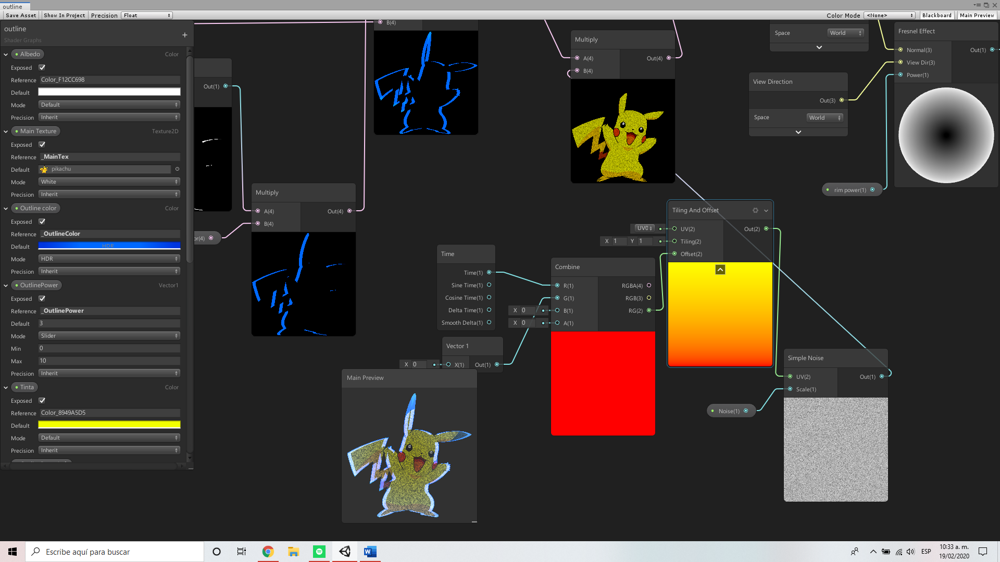 outline
Save Asset Show In Project Precision Float Color Mode <None> Blackboard Main Preview
outline
Shader Graphs
Albedo Color
Exposed
Reference Color_F12CC698
Default
Mode Default
Precision Inherit
Main Texture Texture2D
Exposed
Reference _MainTex
Default pikachu
Mode White
Precision Inherit
Outline color Color
Exposed
Reference _OutlineColor
Default HDR
Mode HDR
Precision Inherit
OutlinePower Vector1
Exposed
Reference _OutlinePower
Default 3
Mode Slider
Min 0
Max 10
Precision Inherit
Tinta Color
Exposed
Reference Color_8949A5D5
Default
Mode Default
Precision Inherit
Out(1)
or(4)
Multiply
A(4) Out(4)
B(4)
B(4)
Multiply
A(4) Out(4)
B(4)
Space World
View Direction
Out(3)
Space World
Fresnel Effect
Normal(3) Out(1)
View Dir(3)
Power(1)
rim power(1)
Time
Time(1)
Sine Time(1)
Cosine Time(1)
Delta Time(1)
Smooth Delta(1)
Vector 1
X 0 X(1) Out(1)
Combine
R(1) RGBA(4)
G(1) RGB(3)
X 0 B(1) RG(2)
X 0 A(1)
Tiling And Offset
UV0 UV(2) Out(2)
X 1 Y 1 Tiling(2)
Offset(2)
Simple Noise
UV(2) Out(1)
Scale(1)
Noise(1)
Main Preview
Escribe aquí para buscar
ESP
10:33 a. m.
19/02/2020